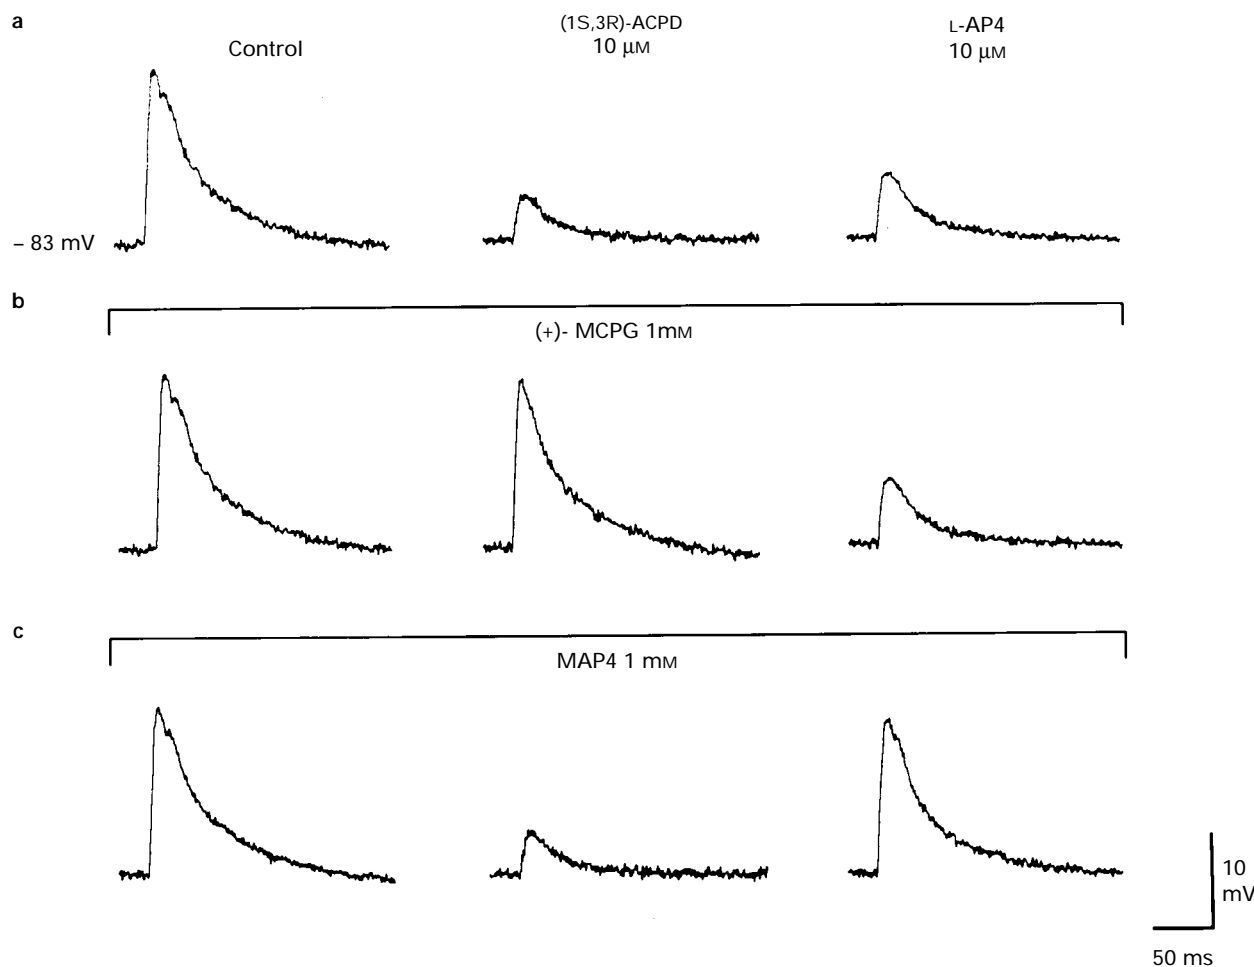 a
Control
(1S,3R)-ACPD
10 μM
L-AP4
10 μM
– 83 mV
b
(+)- MCPG 1mM
c
MAP4 1 mM
10
mV
50 ms